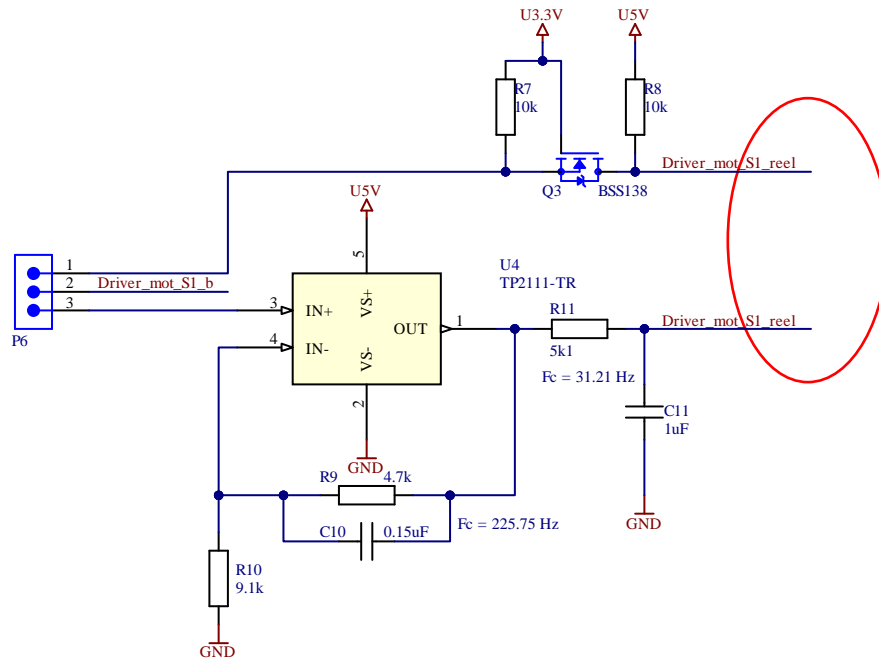 U3.3V
U5V
R7
10k
R8
10k
Driver_mot_S1_reel
Q3
BSS138
U5V
1
2
3
Driver_mot_S1_b
P6
5
U4
TP2111-TR
3
IN+
VS+
OUT
1
4
IN-
VS-
2
R11
5k1
Driver_mot_S1_reel
Fc = 31.21 Hz
C11
1uF
GND
R9
4.7k
C10
0.15uF
Fc = 225.75 Hz
GND
R10
9.1k
GND